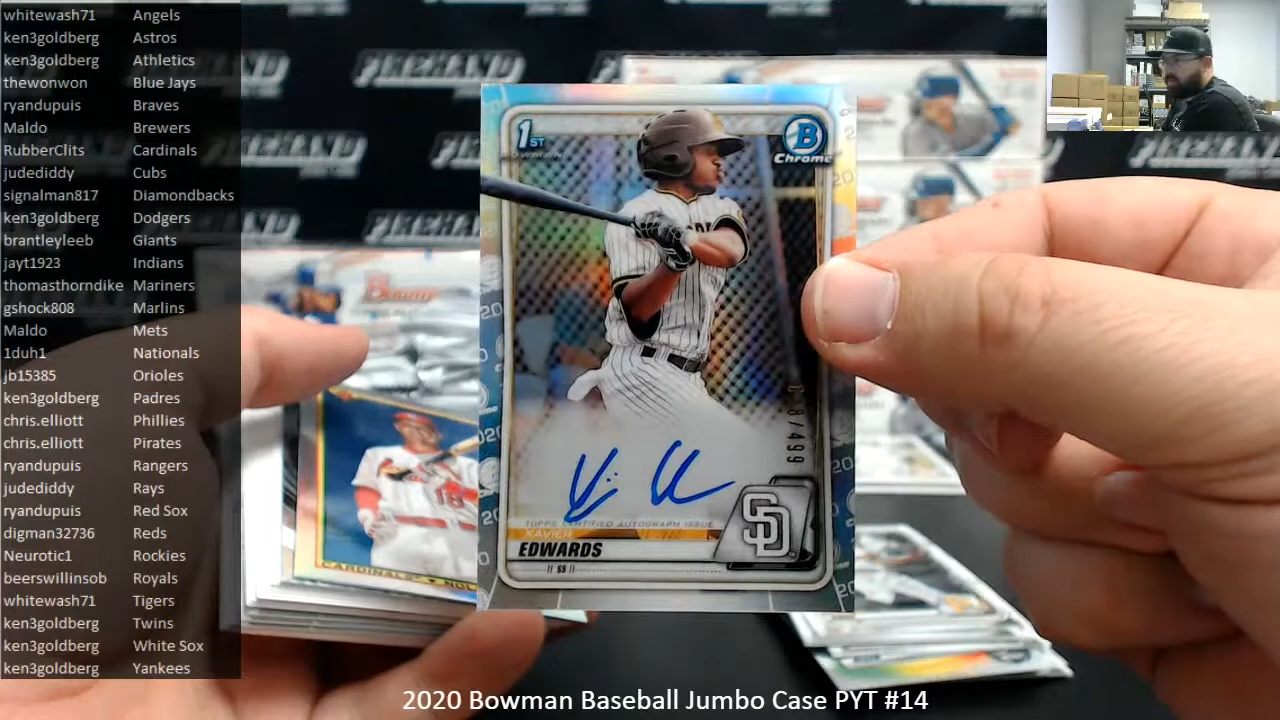 whitewash71 Angels
ken3goldberg Astros
ken3goldberg Athletics
thewonwon Blue Jays
ryandupuis Braves
Maldo Brewers
RubberClits Cardinals
judediddy Cubs
signalman817 Diamondbacks
ken3goldberg Dodgers
brantleyleeb Giants
jayt1923 Indians
thomasthorndike Mariners
gshock808 Marlins
Maldo Mets
1duh1 Nationals
jb15385 Orioles
ken3goldberg Padres
chris.elliott Phillies
chris.elliott Pirates
ryandupuis Rangers
judediddy Rays
ryandupuis Red Sox
digman32736 Reds
Neurotic1 Rockies
beerswillinsob Royals
whitewash71 Tigers
ken3goldberg Twins
ken3goldberg White Sox
ken3goldberg Yankees
FIREHAND
1ST
BOWMAN
B
Chrome
/499
TOPPS CERTIFIED AUTOGRAPH ISSUE
XAVIER
EDWARDS
SS
SD
Bowman
CARDINALS
2020 Bowman Baseball Jumbo Case PYT #14